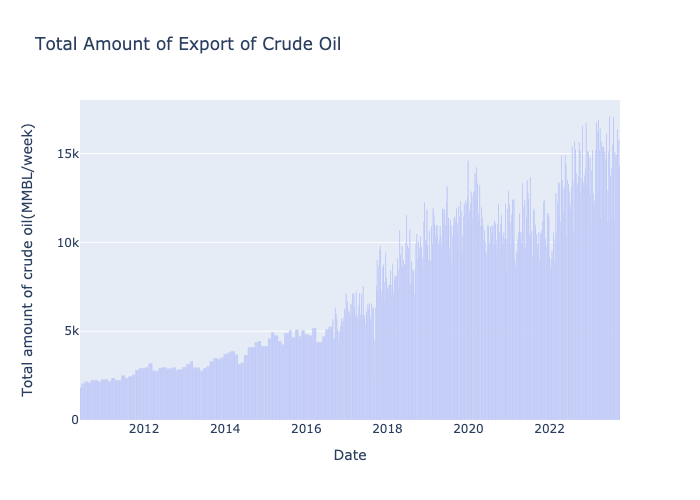 Total Amount of Export of Crude Oil
Total amount of crude oil(MMBL/week)
15k
10k
5k
0
2012 2014 2016 2018 2020 2022
Date